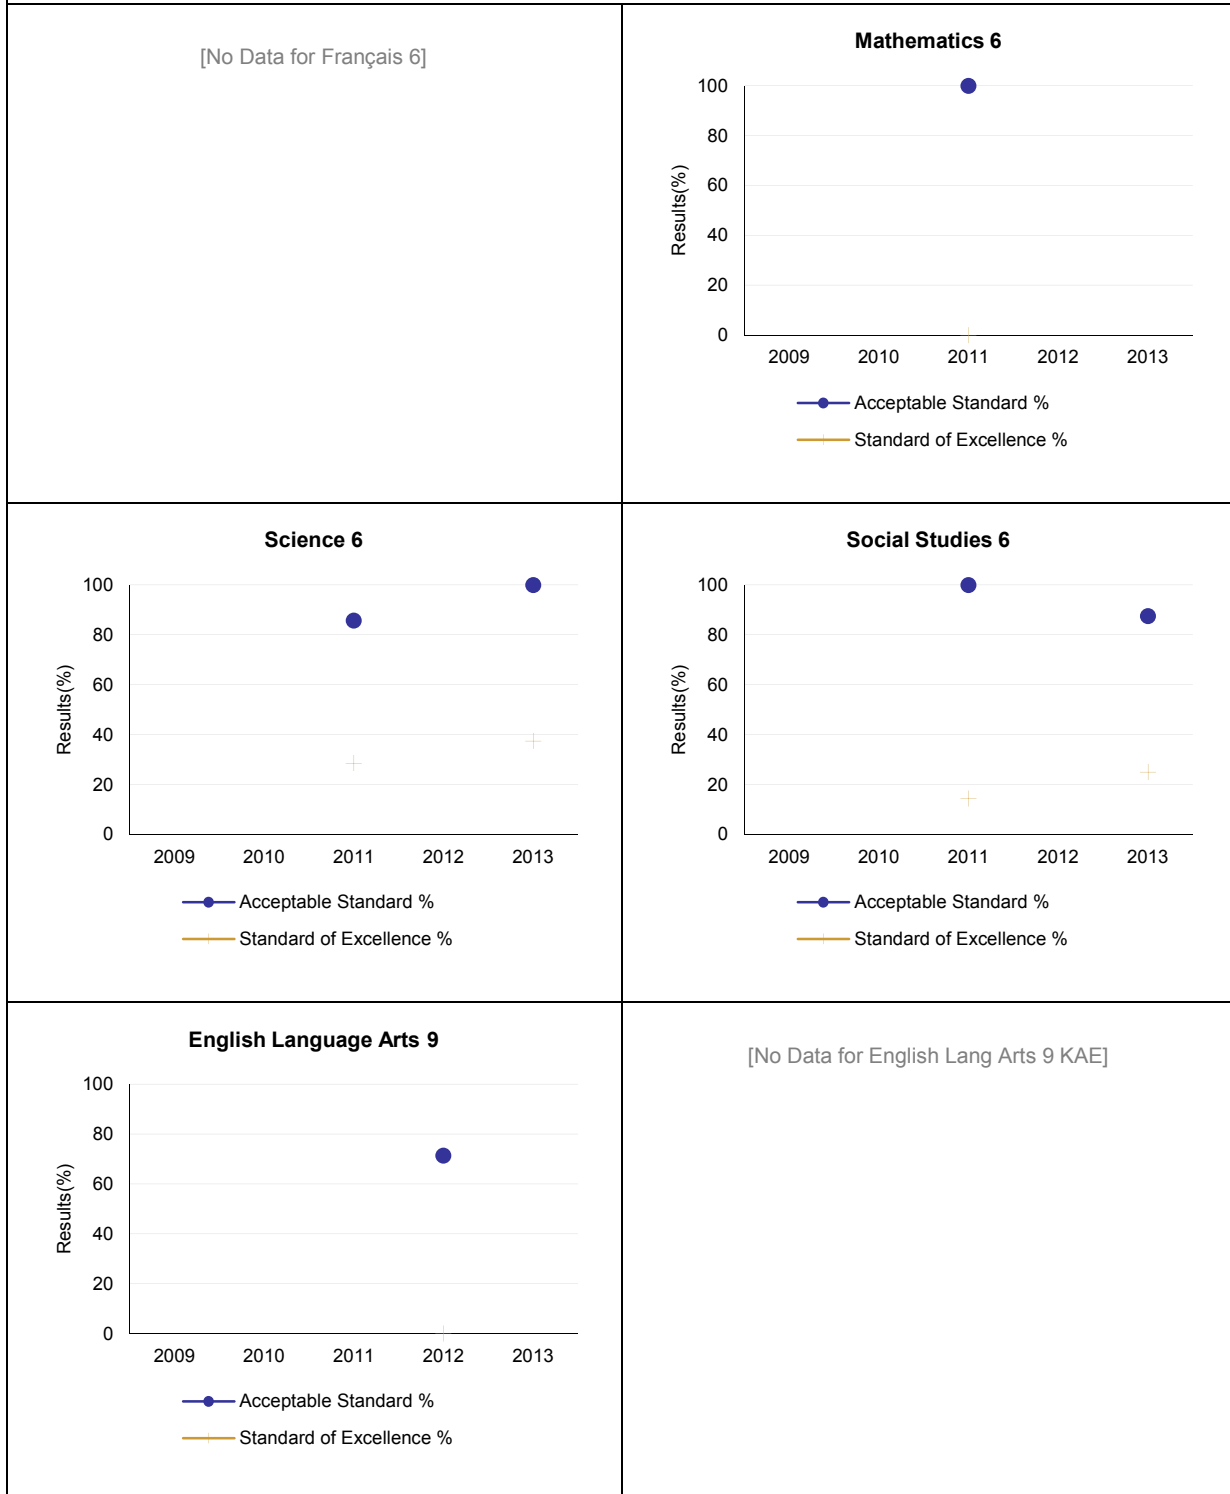 [No Data for Français 6]
Mathematics 6
Results(%)
100
80
60
40
20
0
2009 2010 2011 2012 2013
Acceptable Standard %
Standard of Excellence %
Science 6
Results(%)
100
80
60
40
20
0
2009 2010 2011 2012 2013
Acceptable Standard %
Standard of Excellence %
Social Studies 6
Results(%)
100
80
60
40
20
0
2009 2010 2011 2012 2013
Acceptable Standard %
Standard of Excellence %
English Language Arts 9
Results(%)
100
80
60
40
20
0
2009 2010 2011 2012 2013
Acceptable Standard %
Standard of Excellence %
[No Data for English Lang Arts 9 KAE]